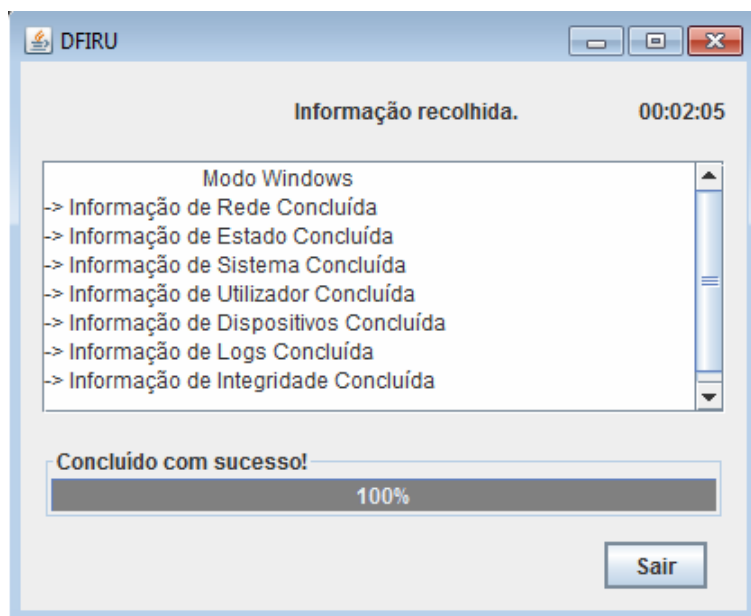 DFIRU
Informação recolhida. 00:02:05
Modo Windows
-> Informação de Rede Concluída
-> Informação de Estado Concluída
-> Informação de Sistema Concluída
-> Informação de Utilizador Concluída
-> Informação de Dispositivos Concluída
-> Informação de Logs Concluída
-> Informação de Integridade Concluída
Concluído com sucesso!
100%
Sair